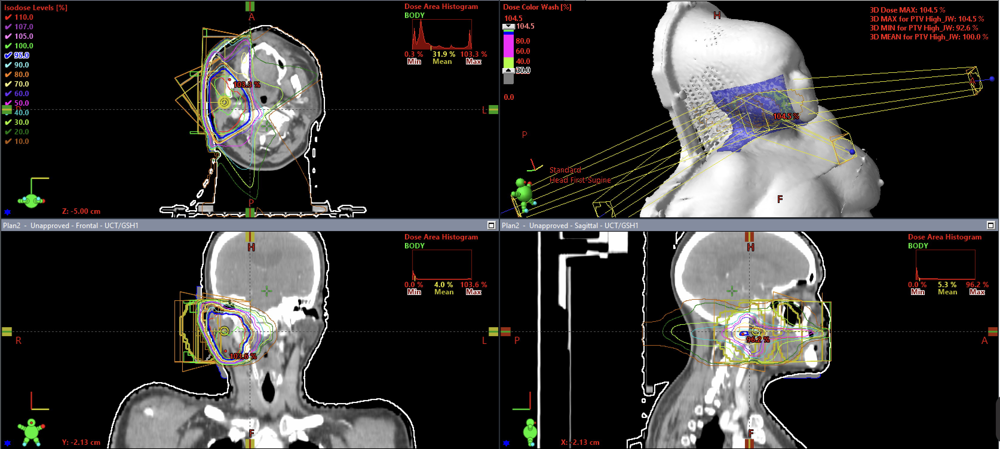 Isodose Levels [%]
110.0
107.0
105.0
100.0
95.0
90.0
80.0
70.0
60.0
50.0
40.0
30.0
20.0
10.0
A
Dose Area Histogram
BODY
0.3 % 31.9 % 103.3 %
Min Mean Max
103.3 %
R
L
P
Z: -5.00 cm
Dose Color Wash [%]
104.5
104.5
80.0
60.0
40.0
30.0
0.0
H
3D Dose MAX: 104.5 %
3D MAX for PTV High_JW: 104.5 %
3D MIN for PTV High_JW: 92.6 %
3D MEAN for PTV High_JW: 100.0 %
A
104.5 %
P
Standard
Head First-Supine
F
Plan2 - Unapproved - Frontal - UCT/GSH1
H
Dose Area Histogram
BODY
0.0 % 4.0 % 103.6 %
Min Mean Max
R
L
103.6 %
F
Y: -2.13 cm
Plan2 - Unapproved - Sagittal - UCT/GSH1
H
Dose Area Histogram
BODY
0.0 % 5.3 % 96.2 %
Min Mean Max
P
A
96.2 %
F
X: -2.13 cm